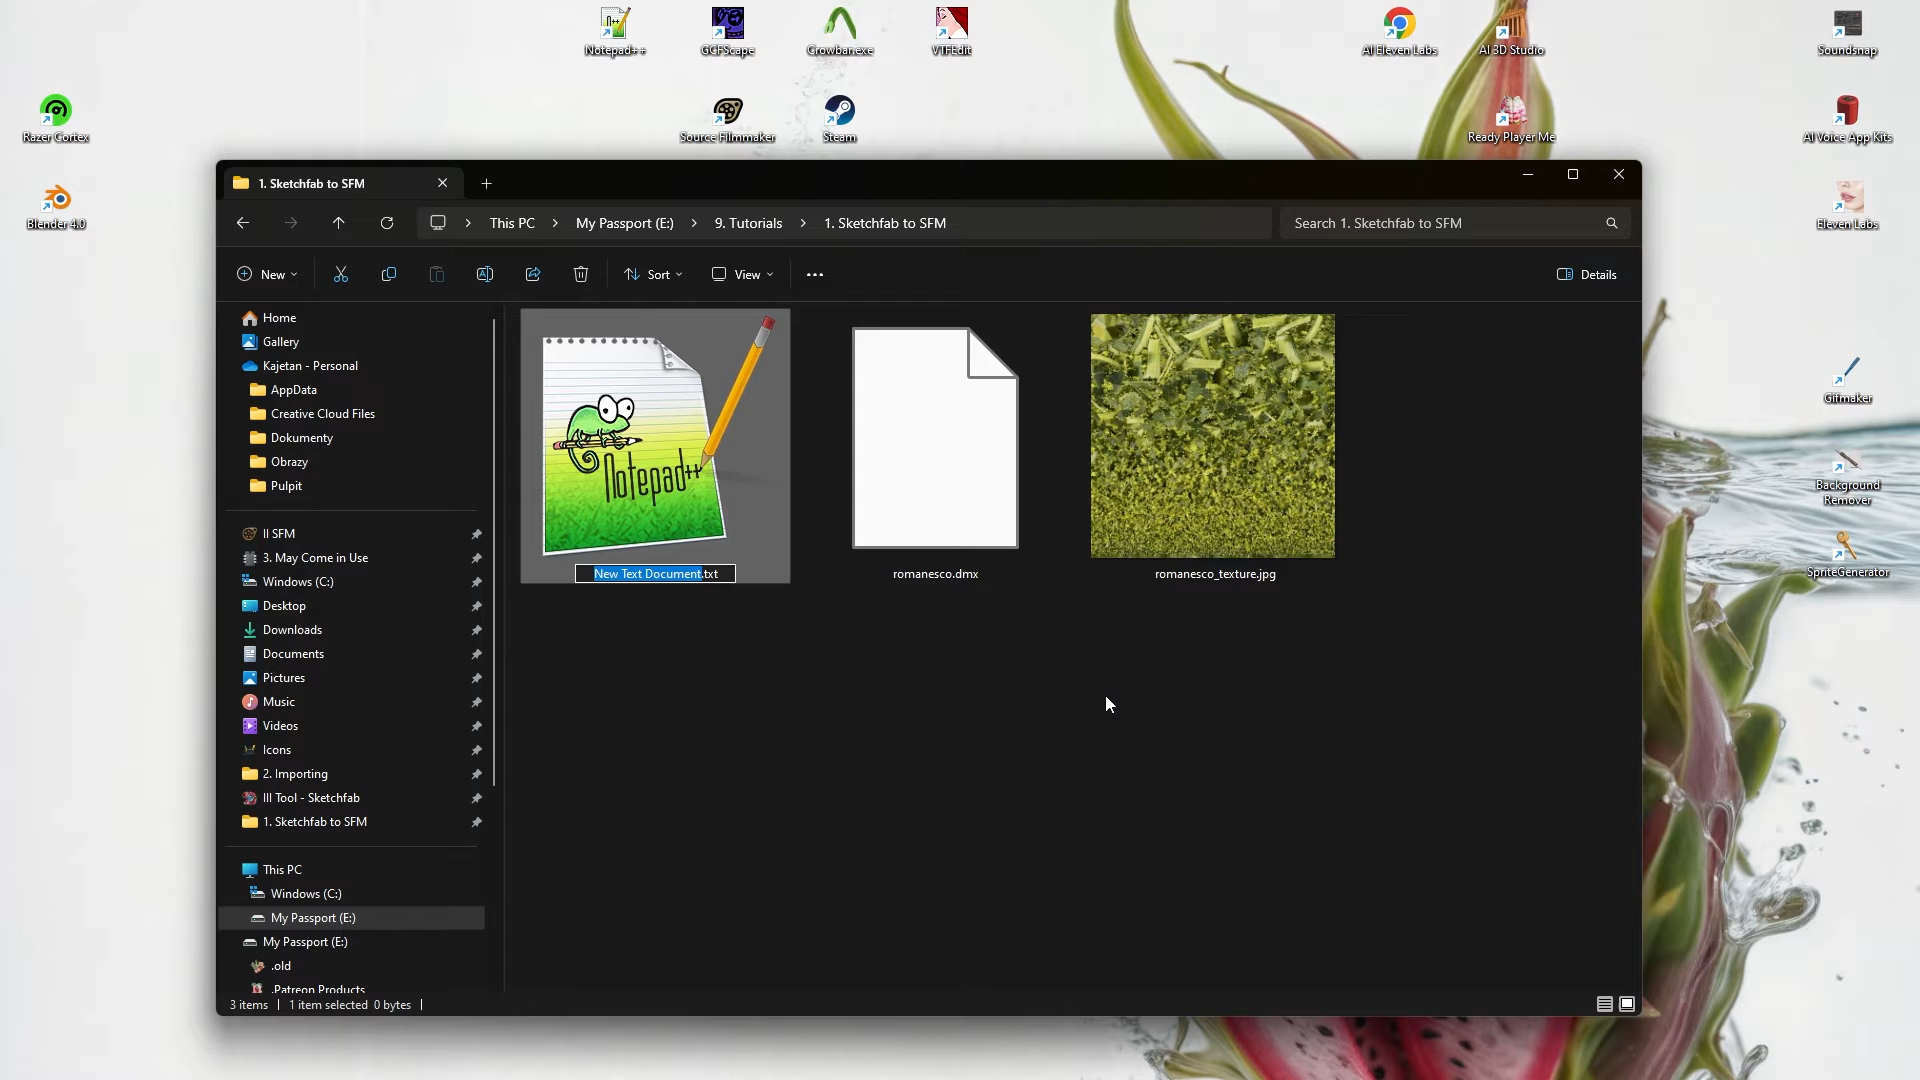 Notepad++
GCFScape
Crowbar.exe
VTFEdit
AI Eleven Labs
AI 3D Studio
Soundsnap
Razer Cortex
Source Filmmaker
Steam
Ready Player Me
AI Voice App Kits
Blender 4.0
Eleven Labs
Gifmaker
Background
Remover
SpriteGenerator
1. Sketchfab to SFM
This PC
My Passport (E:)
9. Tutorials
1. Sketchfab to SFM
Search 1. Sketchfab to SFM
New
Sort
View
Details
Home
Gallery
Kajetan - Personal
AppData
Creative Cloud Files
Dokumenty
Obrazy
Pulpit
II SFM
3. May Come in Use
Windows (C:)
Desktop
Downloads
Documents
Pictures
Music
Videos
Icons
2. Importing
III Tool - Sketchfab
1. Sketchfab to SFM
This PC
Windows (C:)
My Passport (E:)
My Passport (E:)
.old
.Patreon Products
Notepad++
New Text Document.txt
romanesco.dmx
romanesco_texture.jpg
3 items
1 item selected 0 bytes